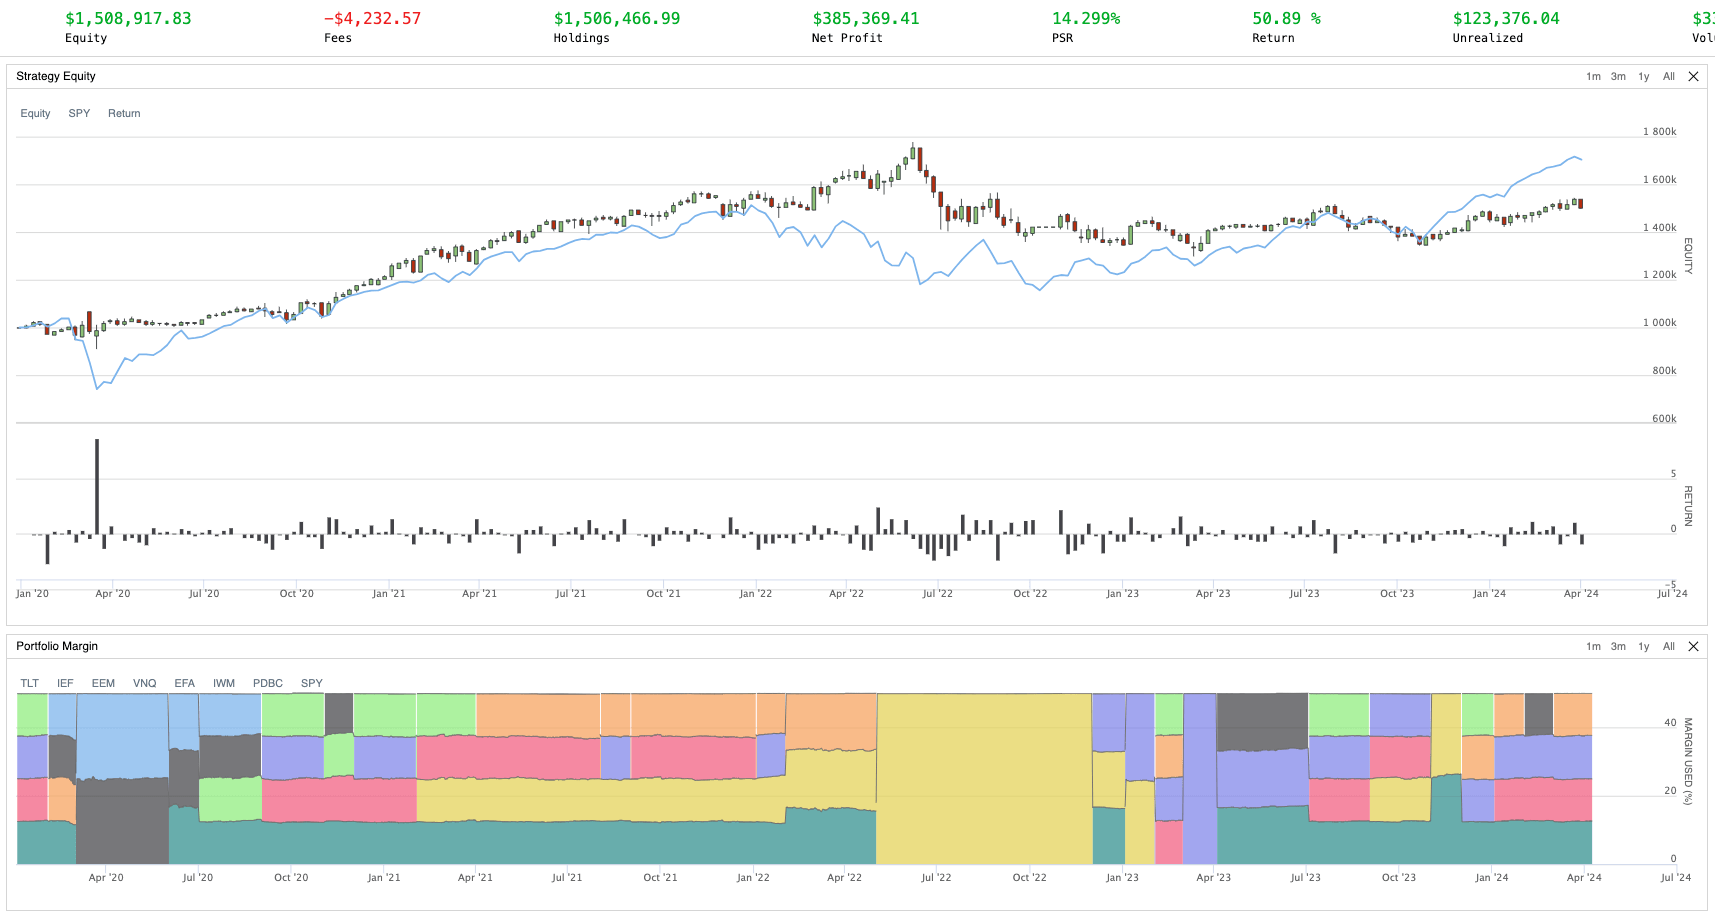 $1,508,917.83 −$4,232.57 $1,506,466.99 $385,369.41 14.299% 50.89 % $123,376.04
Equity Fees Holdings Net Profit PSR Return Unrealized
Strategy Equity 1m 3m 1y All
Equity SPY Return
1 800k
1 600k
1 400k
1 200k
1 000k
800k
600k
EQUITY
5
0
−5
RETURN
Jan '20 Apr '20 Jul '20 Oct '20 Jan '21 Apr '21 Jul '21 Oct '21 Jan '22 Apr '22 Jul '22 Oct '22 Jan '23 Apr '23 Jul '23 Oct '23 Jan '24 Apr '24 Jul '24
Portfolio Margin 1m 3m 1y All
TLT IEF EEM VNQ EFA IWM PDBC SPY
40
20
0
MARGIN USED (%)
Apr '20 Jul '20 Oct '20 Jan '21 Apr '21 Jul '21 Oct '21 Jan '22 Apr '22 Jul '22 Oct '22 Jan '23 Apr '23 Jul '23 Oct '23 Jan '24 Apr '24 Jul '24